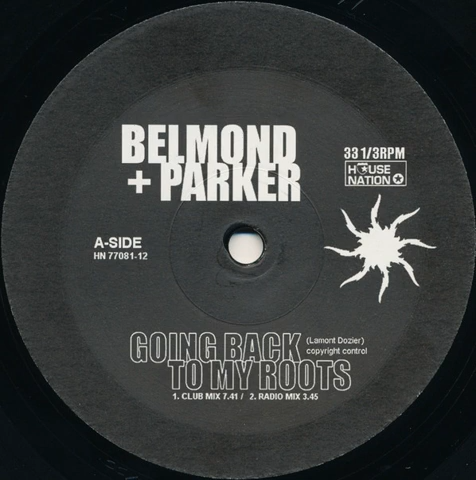 BELMOND
+ PARKER
33 1/3RPM
HOUSE
NATION
A-SIDE
HN 77081-12
GOING BACK
TO MY ROOTS
(Lamont Dozier)
copyright control
1. CLUB MIX 7.41 / 2. RADIO MIX 3.45